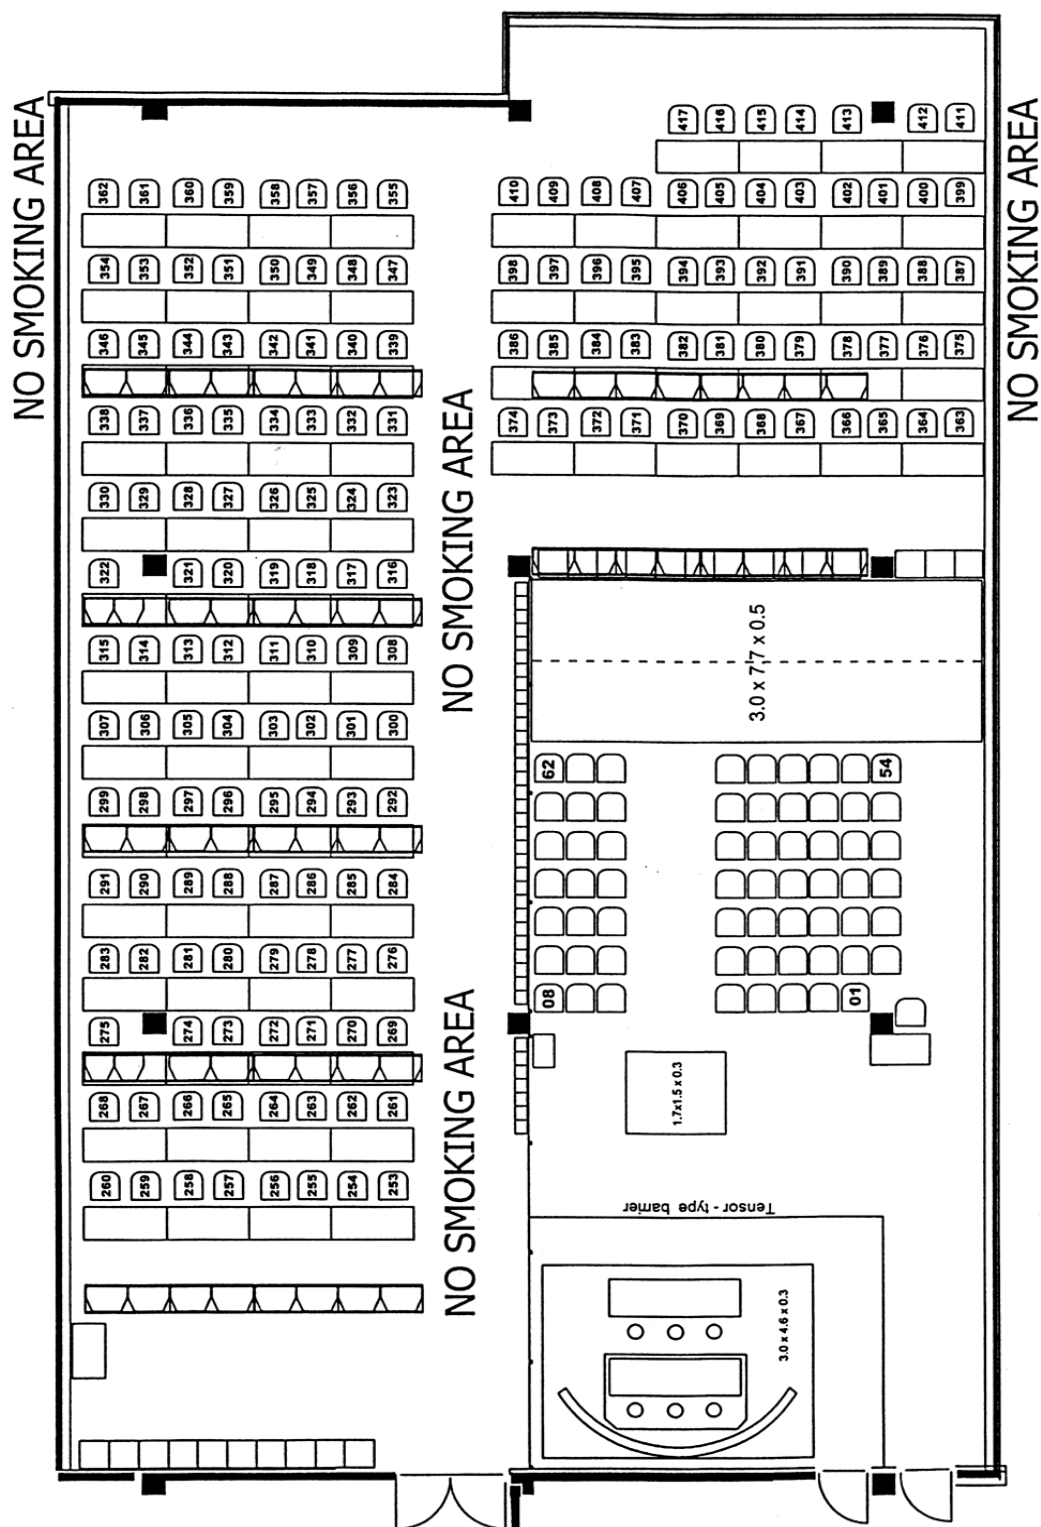 NO SMOKING AREA
NO SMOKING AREA
417 416 415 414 413 412 411
362 361 360 359 358 357 356 355
410 409 408 407 406 405 404 403 402 401 400 399
354 353 352 351 350 349 348 347
398 397 396 395 394 393 392 391 390 389 388 387
346 345 344 343 342 341 340 339
386 385 384 383 382 381 380 379 378 377 376 375
338 337 336 335 334 333 332 331
374 373 372 371 370 369 368 367 366 365 364 363
NO SMOKING AREA
330 329 328 327 326 325 324 323
322 321 320 319 318 317 316
3.0 x 7.7 x 0.5
315 314 313 312 311 310 309 308
307 306 305 304 303 302 301 300
62 54
299 298 297 296 295 294 293 292
291 290 289 288 287 286 285 284
283 282 281 280 279 278 277 276
08 01
275 274 273 272 271 270 269
NO SMOKING AREA
268 267 266 265 264 263 262 261
1.7x1.5 x 0.3
260 259 258 257 256 255 254 253
Tensor - type barrier
3.0 x 4.6 x 0.3